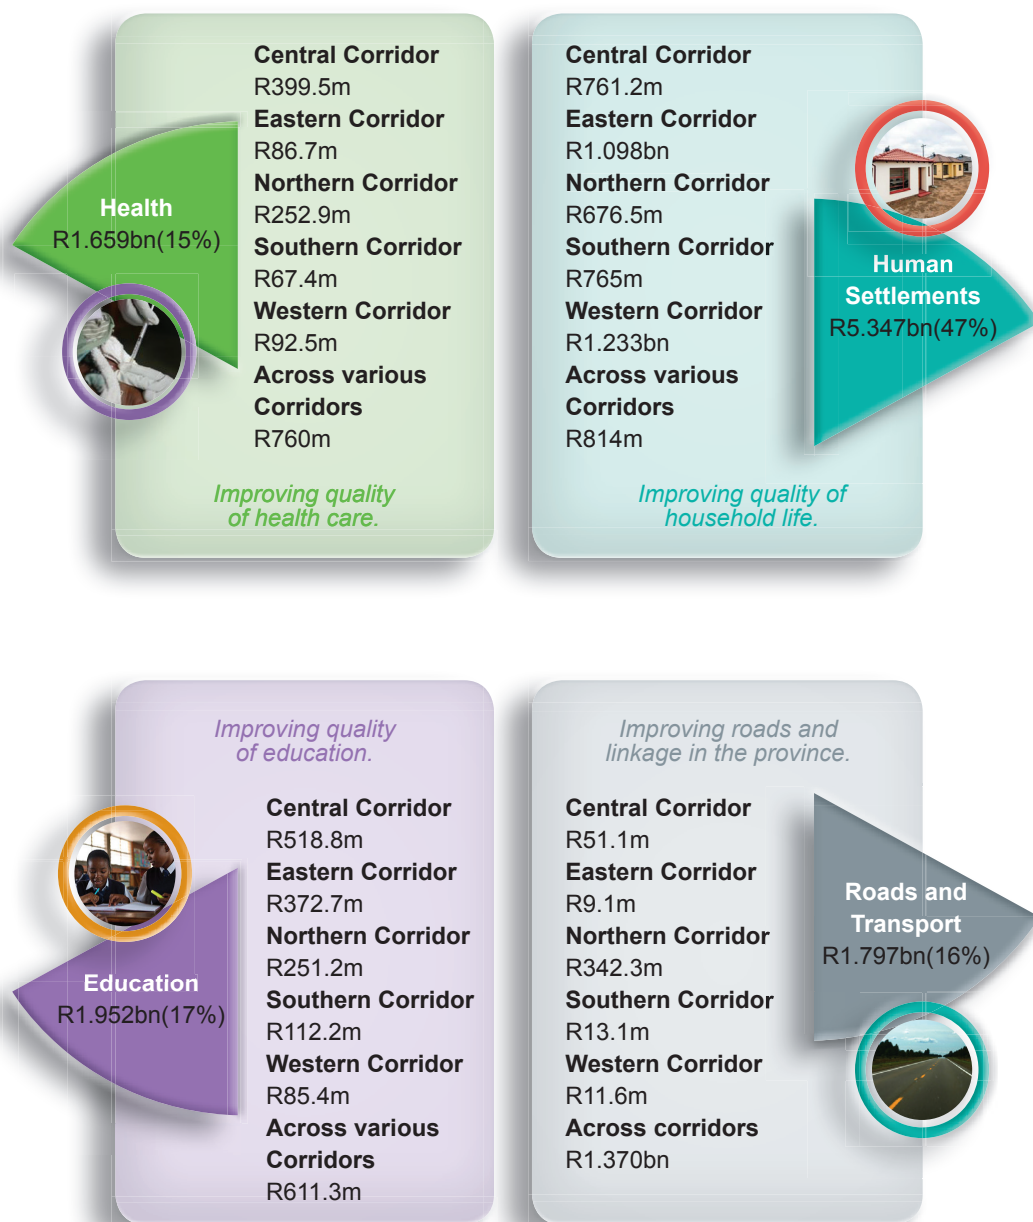 Health
R1.659bn(15%)
Central Corridor
R399.5m
Eastern Corridor
R86.7m
Northern Corridor
R252.9m
Southern Corridor
R67.4m
Western Corridor
R92.5m
Across various
Corridors
R760m
Improving quality
of health care.
Central Corridor
R761.2m
Eastern Corridor
R1.098bn
Northern Corridor
R676.5m
Southern Corridor
R765m
Western Corridor
R1.233bn
Across various
Corridors
R814m
Improving quality of
household life.
Human
Settlements
R5.347bn(47%)
Improving quality
of education.
Education
R1.952bn(17%)
Central Corridor
R518.8m
Eastern Corridor
R372.7m
Northern Corridor
R251.2m
Southern Corridor
R112.2m
Western Corridor
R85.4m
Across various
Corridors
R611.3m
Improving roads and
linkage in the province.
Central Corridor
R51.1m
Eastern Corridor
R9.1m
Northern Corridor
R342.3m
Southern Corridor
R13.1m
Western Corridor
R11.6m
Across corridors
R1.370bn
Roads and
Transport
R1.797bn(16%)